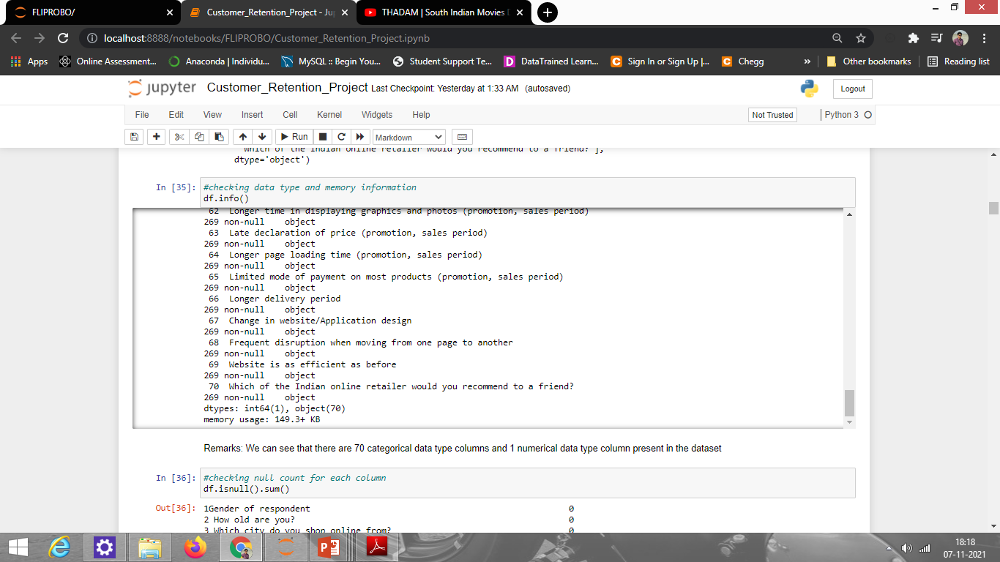 FLIPROBO/
Customer_Retention_Project - Jup
THADAM | South Indian Movies D
localhost:8888/notebooks/FLIPROBO/Customer_Retention_Project.ipynb
Apps
Online Assessment...
Anaconda | Individu...
MySQL :: Begin You...
Student Support Te...
DataTrained Learn...
Sign In or Sign Up |...
Chegg
»
Other bookmarks
Reading list
jupyter Customer_Retention_Project Last Checkpoint: Yesterday at 1:33 AM (autosaved)
Logout
File Edit View Insert Cell Kernel Widgets Help
Not Trusted
Python 3
Run
Markdown
'Which of the Indian online retailer would you recommend to a friend?'],
dtype='object')
In [35]: #checking data type and memory information
df.info()
62 Longer time in displaying graphics and photos (promotion, sales period)
269 non-null object
63 Late declaration of price (promotion, sales period)
269 non-null object
64 Longer page loading time (promotion, sales period)
269 non-null object
65 Limited mode of payment on most products (promotion, sales period)
269 non-null object
66 Longer delivery period
269 non-null object
67 Change in website/Application design
269 non-null object
68 Frequent disruption when moving from one page to another
269 non-null object
69 Website is as efficient as before
269 non-null object
70 Which of the Indian online retailer would you recommend to a friend?
269 non-null object
dtypes: int64(1), object(70)
memory usage: 149.3+ KB
Remarks: We can see that there are 70 categorical data type columns and 1 numerical data type column present in the dataset
In [36]: #checking null count for each column
df.isnull().sum()
Out[36]: 1Gender of respondent 0
2 How old are you? 0
3 Which city do you shop online from? 0
18:18
07-11-2021